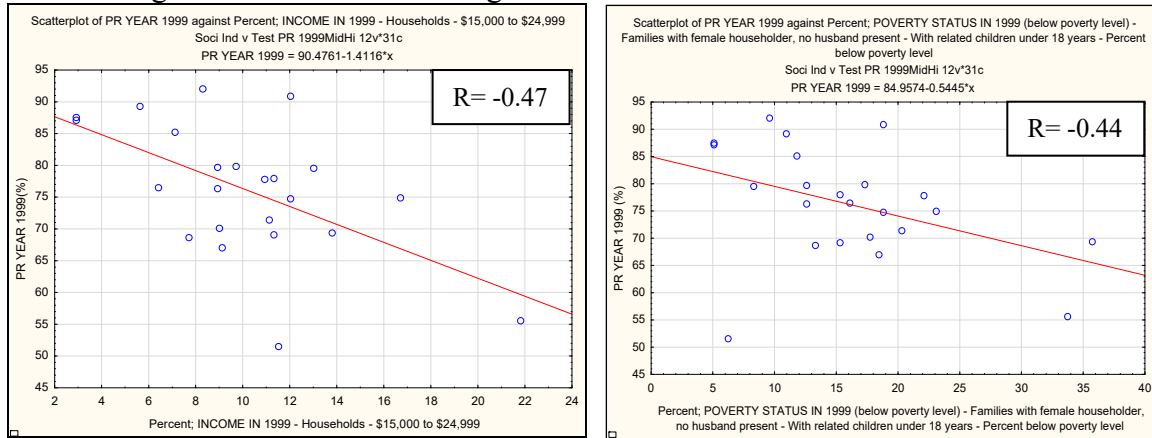 Scatterplot of PR YEAR 1999 against Percent; INCOME IN 1999 - Households - $15,000 to $24,999
Soci Ind v Test PR 1999MidHi 12v*31c
PR YEAR 1999 = 90.4761-1.4116*x
R= -0.47
95
90
85
80
75
70
65
60
55
50
45
PR YEAR 1999(%)
2 4 6 8 10 12 14 16 18 20 22 24
Percent; INCOME IN 1999 - Households - $15,000 to $24,999
Scatterplot of PR YEAR 1999 against Percent; POVERTY STATUS IN 1999 (below poverty level) -
Families with female householder, no husband present - With related children under 18 years - Percent
below poverty level
Soci Ind v Test PR 1999MidHi 12v*31c
PR YEAR 1999 = 84.9574-0.5445*x
R= -0.44
95
90
85
80
75
70
65
60
55
50
45
PR YEAR 1999 (%)
0 5 10 15 20 25 30 35 40
Percent; POVERTY STATUS IN 1999 (below poverty level) - Families with female householder,
no husband present - With related children under 18 years - Percent below poverty level